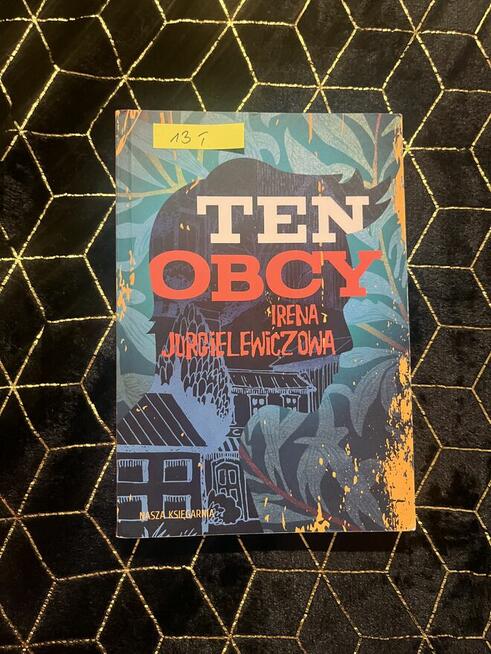 13 T
TEN
OBCY
IRENA
JURGIELEWICZOWA
NASZA KSIĘGARNIA